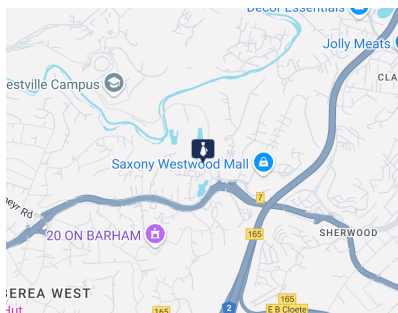 Decor Essentials
Jolly Meats
CLA
estville Campus
Saxony Westwood Mall
7
eyr Rd
20 ON BARHAM
165
SHERWOOD
BEREA WEST
165
165
2
E B Cloete
Hut